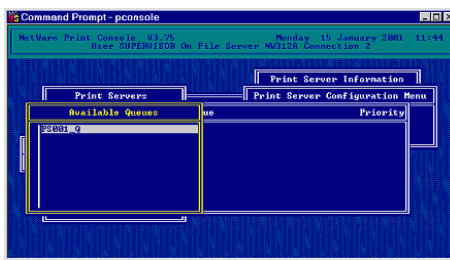 Command Prompt - pconsole
NetWare Print Console V3.75 Monday 15 January 2001 11:44
User SUPERVISOR On File Server NW312A Connection 2
Print Server Information
Print Servers Print Server Configuration Menu
Available Queues ue Priority
PS001_Q